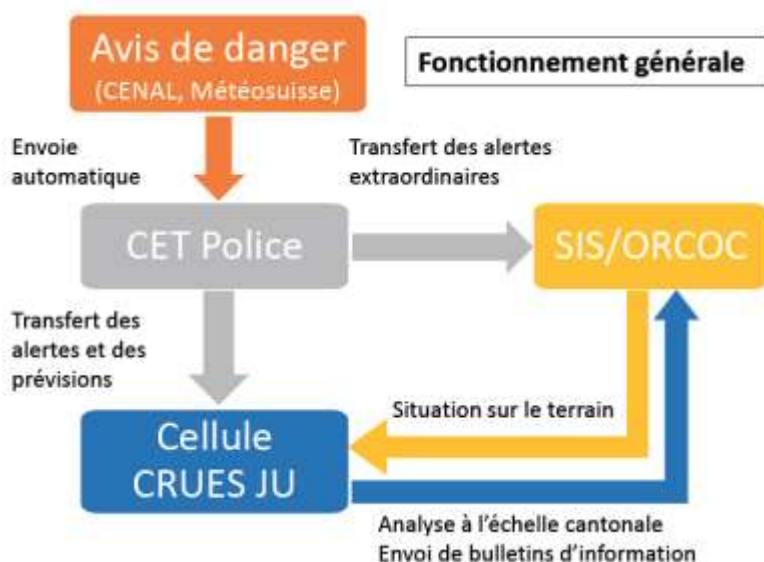 Avis de danger
(CENAL, Météosuisse)
Fonctionnement générale
Envoie
automatique
Transfert des alertes
extraordinaires
CET Police
SIS/ORCOC
Transfert des
alertes et des
prévisions
Situation sur le terrain
Cellule
CRUES JU
Analyse à l’échelle cantonale
Envoi de bulletins d’information